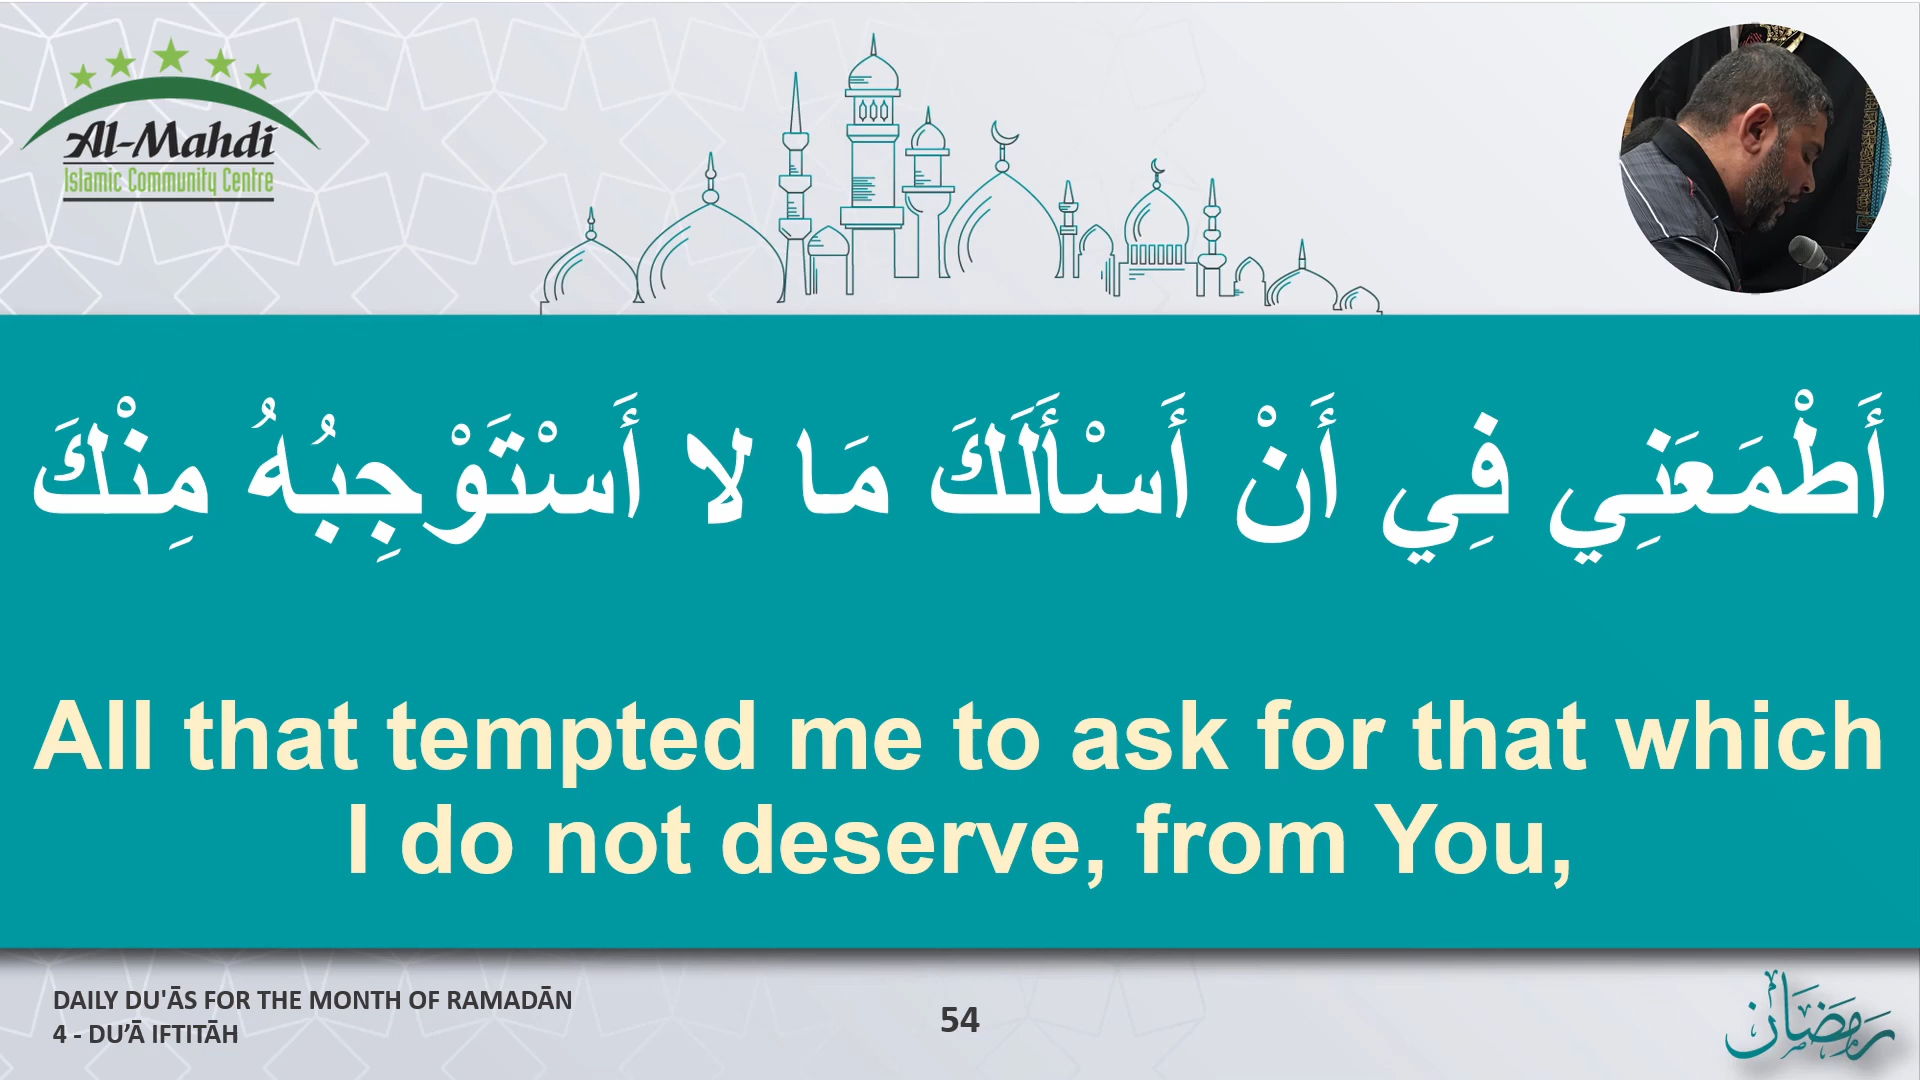 Al-Mahdi
Islamic Community Centre
أَطْمَعَنِي فِي أَنْ أَسْأَلَكَ مَا لا أَسْتَوْجِبُهُ مِنْكَ
All that tempted me to ask for that which
I do not deserve, from You,
DAILY DU'ĀS FOR THE MONTH OF RAMADĀN
4 - DU’Ā IFTITĀH
54
رَمَضَان